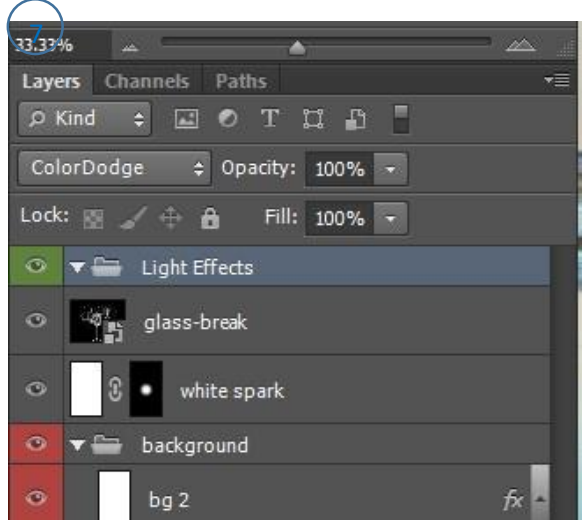 7
33.33%
Layers Channels Paths
Kind T
ColorDodge Opacity: 100%
Lock: Fill: 100%
Light Effects
glass-break
white spark
background
bg 2 fx